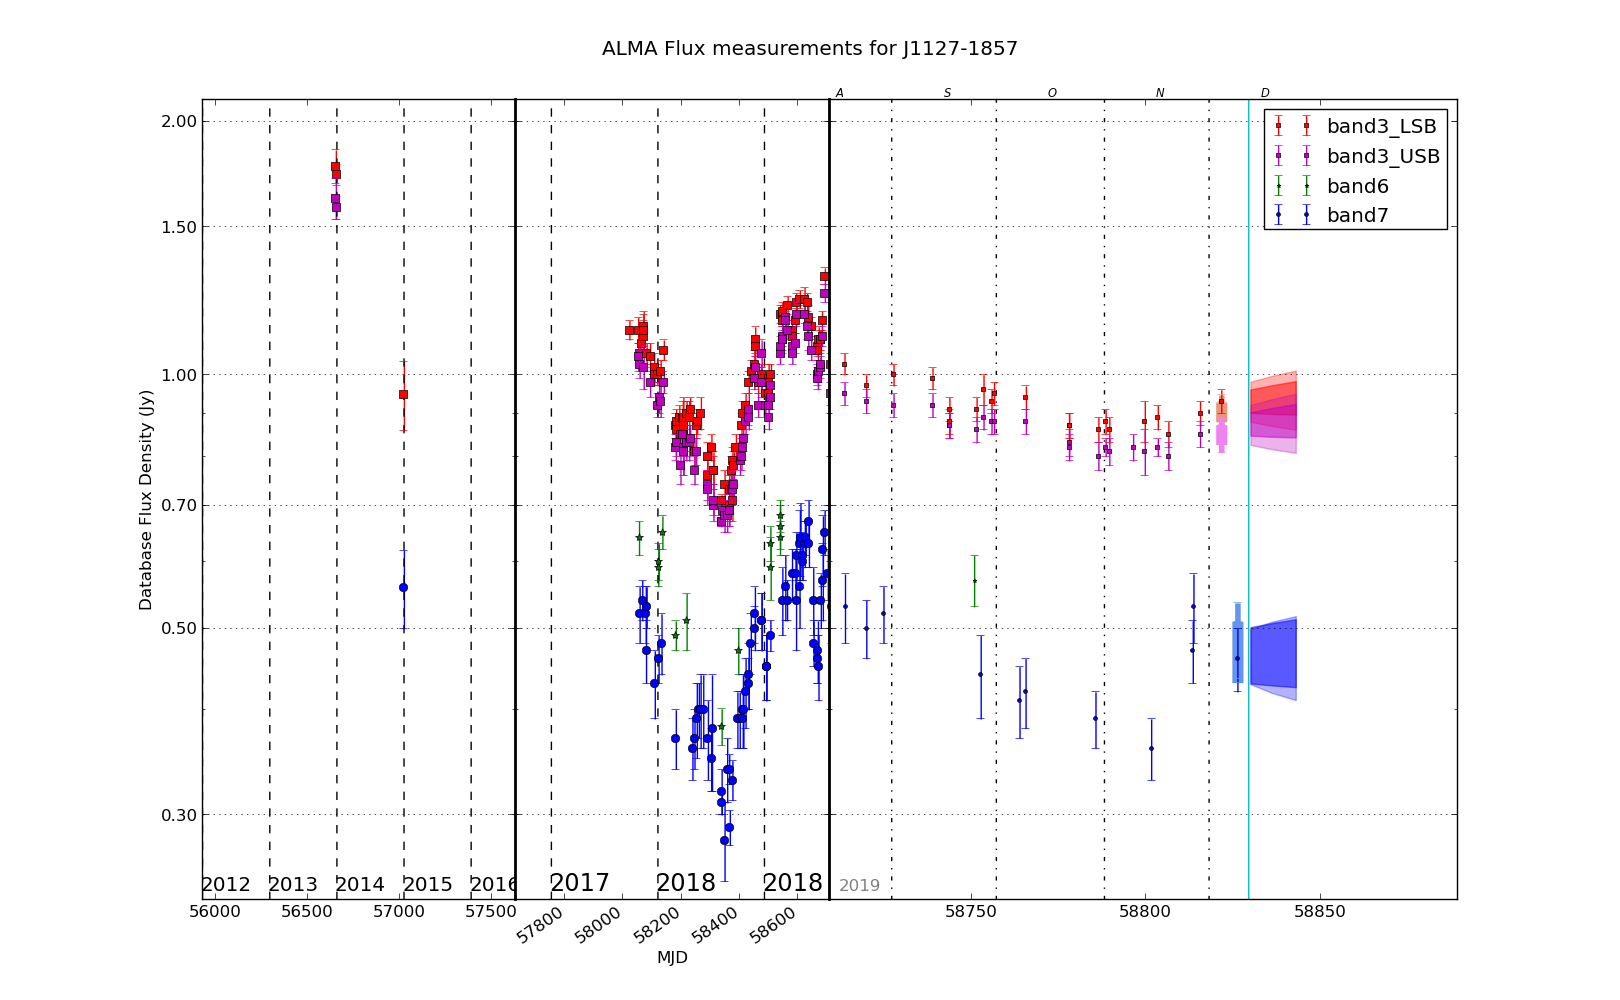 ALMA Flux measurements for J1127-1857
A S O N D
band3_LSB
band3_USB
band6
band7
Database Flux Density (Jy)
2.00
1.50
1.00
0.70
0.50
0.30
2012 2013 2014 2015 2016 2017 2018 2018 2019
56000 56500 57000 57500 57800 58000 58200 58400 58600 58750 58800 58850
MJD